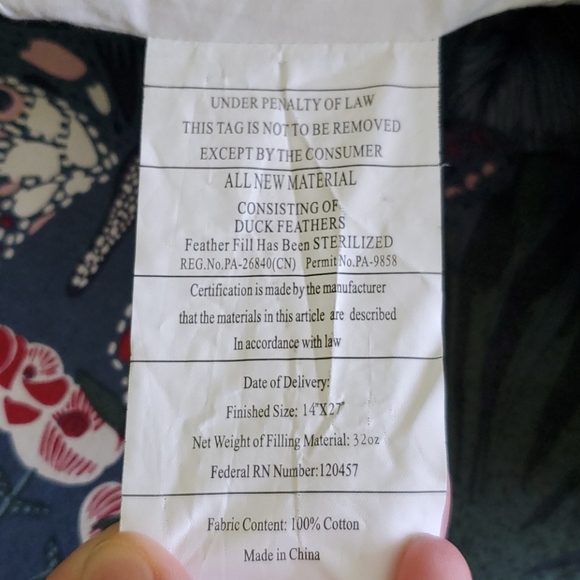 UNDER PENALTY OF LAW
THIS TAG IS NOT TO BE REMOVED
EXCEPT BY THE CONSUMER
ALL NEW MATERIAL
CONSISTING OF
DUCK FEATHERS
Feather Fill Has Been STERILIZED
REG.No.PA-26840(CN) Permit No.PA-9858
Certification is made by the manufacturer
that the materials in this article are described
In accordance with law
Date of Delivery:
Finished Size: 14"X27"
Net Weight of Filling Material: 32oz
Federal RN Number:120457
Fabric Content: 100% Cotton
Made in China